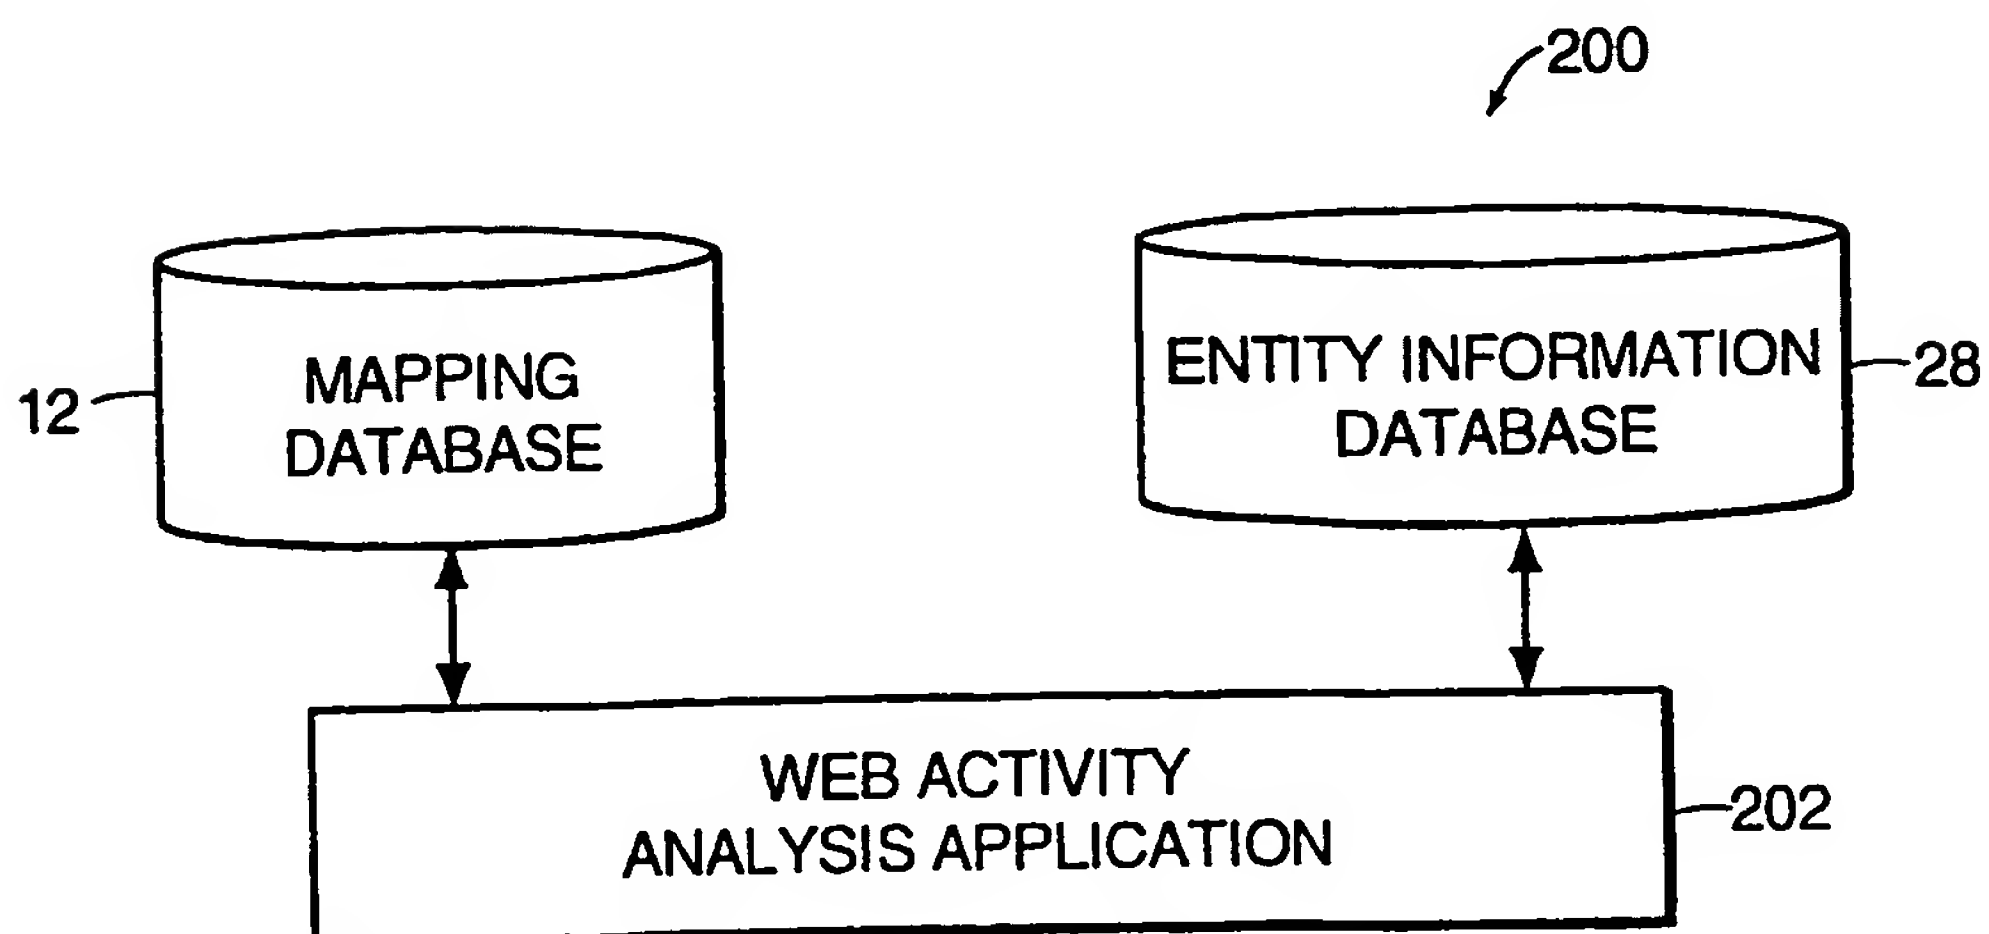 200
MAPPING
DATABASE
12
ENTITY INFORMATION
DATABASE
28
WEB ACTIVITY
ANALYSIS APPLICATION
202